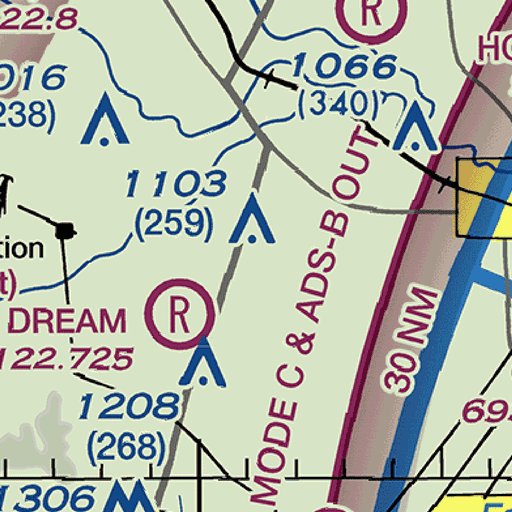 22.8
R
HO
016
1066
238)
(340)
1103
(259)
MODE C & ADS-B OUT
tion
t)
R
DREAM
122.725
30 NM
1208
(268)
69
1306